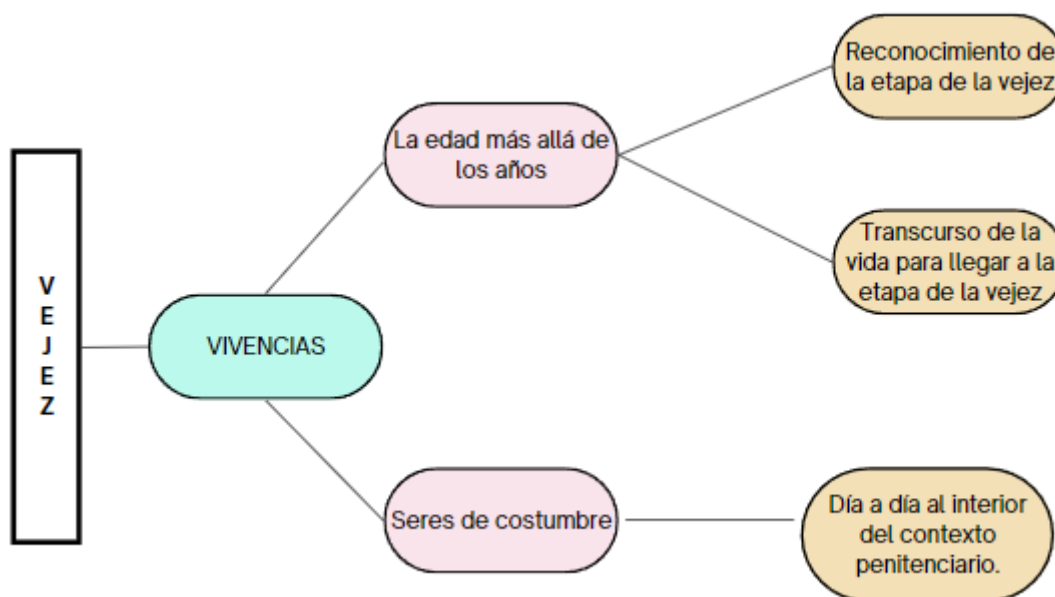 V
E
J
E
Z
VIVENCIAS
La edad más allá de
los años
Reconocimiento de
la etapa de la vejez
Transcurso de la
vida para llegar a la
etapa de la vejez
Seres de costumbre
Día a día al interior
del contexto
penitenciario.